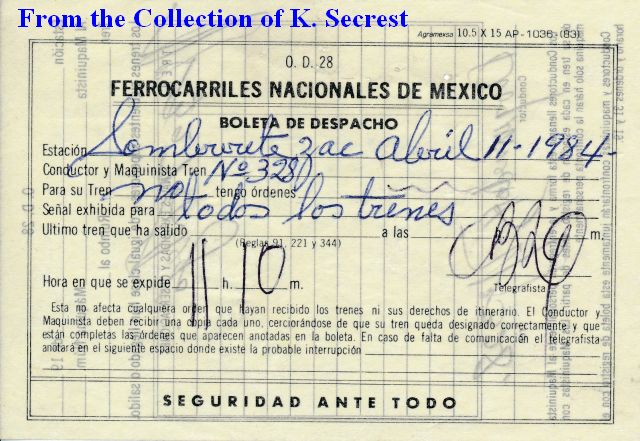 From the Collection of K. Secrest
Agramexsa 10.5 X 15 AP-1036-(83)
O. D. 28
FERROCARRILES NACIONALES DE MEXICO
BOLETA DE DESPACHO
Estación Sombrerete Zac Abril 11-1984-
Conductor y Maquinista Tren No 328
Para su Tren no tengo órdenes
Señal exhibida para todos los trenes
Ultimo tren que ha salido a las m.
(Reglas 91, 221 y 344)
Hora en que se expide 11 h. 10 m.
Telegrafista
Esta no afecta cualquiera orden que hayan recibido los trenes ni sus derechos de itinerario. El Conductor y
Maquinista deben recibir una copia cada uno, cerciorándose de que su tren queda designado correctamente y que
están completas las órdenes que aparecen anotadas en la boleta. En caso de falta de comunicación el telegrafista
anotará en el siguiente espacio donde existe la probable interrupción
SEGURIDAD ANTE TODO